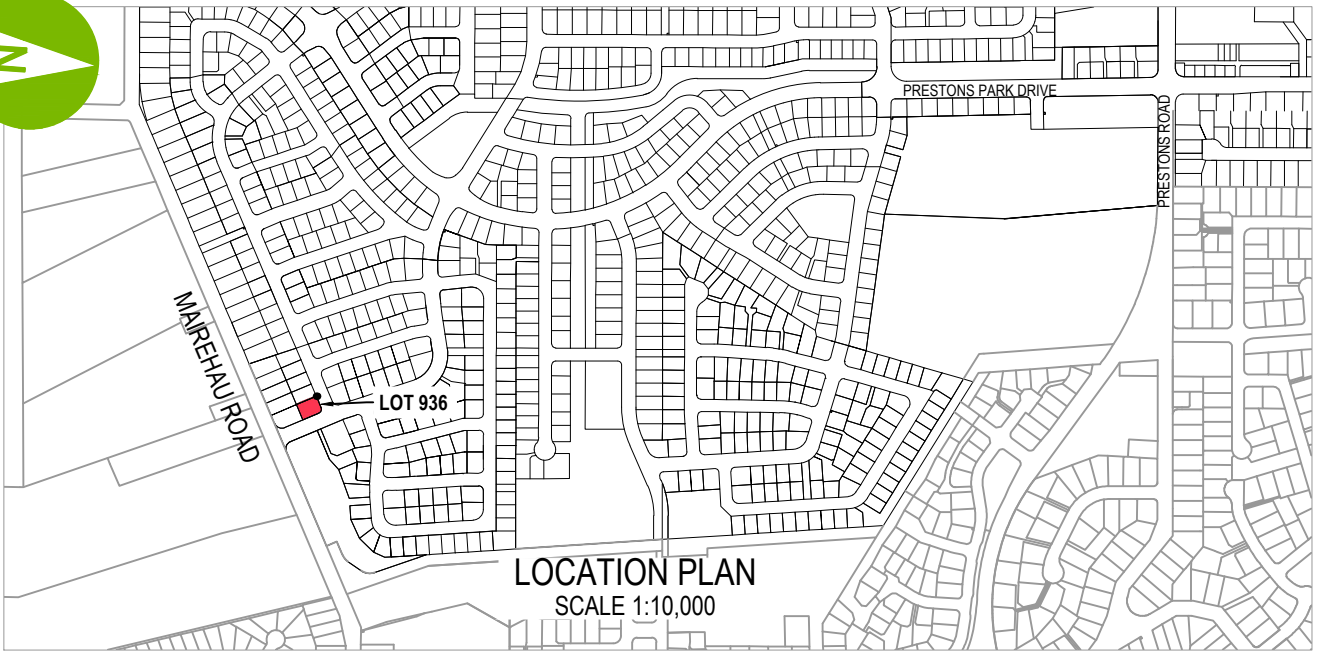 N
PRESTONS PARK DRIVE
PRESTONS ROAD
MAIREHAU ROAD
LOT 936
LOCATION PLAN
SCALE 1:10,000